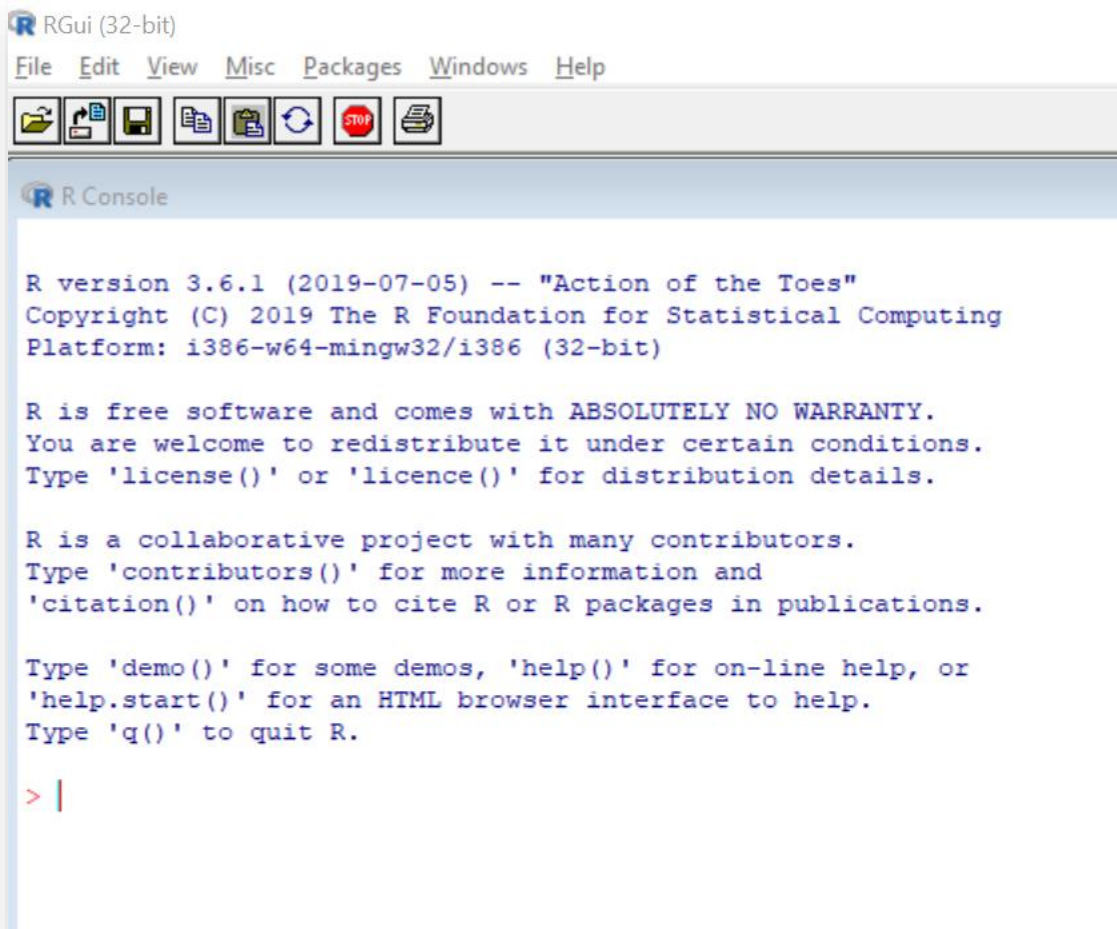 RGui (32-bit)
File Edit View Misc Packages Windows Help
STOP
R Console
R version 3.6.1 (2019-07-05) -- "Action of the Toes"
Copyright (C) 2019 The R Foundation for Statistical Computing
Platform: i386-w64-mingw32/i386 (32-bit)
R is free software and comes with ABSOLUTELY NO WARRANTY.
You are welcome to redistribute it under certain conditions.
Type 'license()' or 'licence()' for distribution details.
R is a collaborative project with many contributors.
Type 'contributors()' for more information and
'citation()' on how to cite R or R packages in publications.
Type 'demo()' for some demos, 'help()' for on-line help, or
'help.start()' for an HTML browser interface to help.
Type 'q()' to quit R.
>